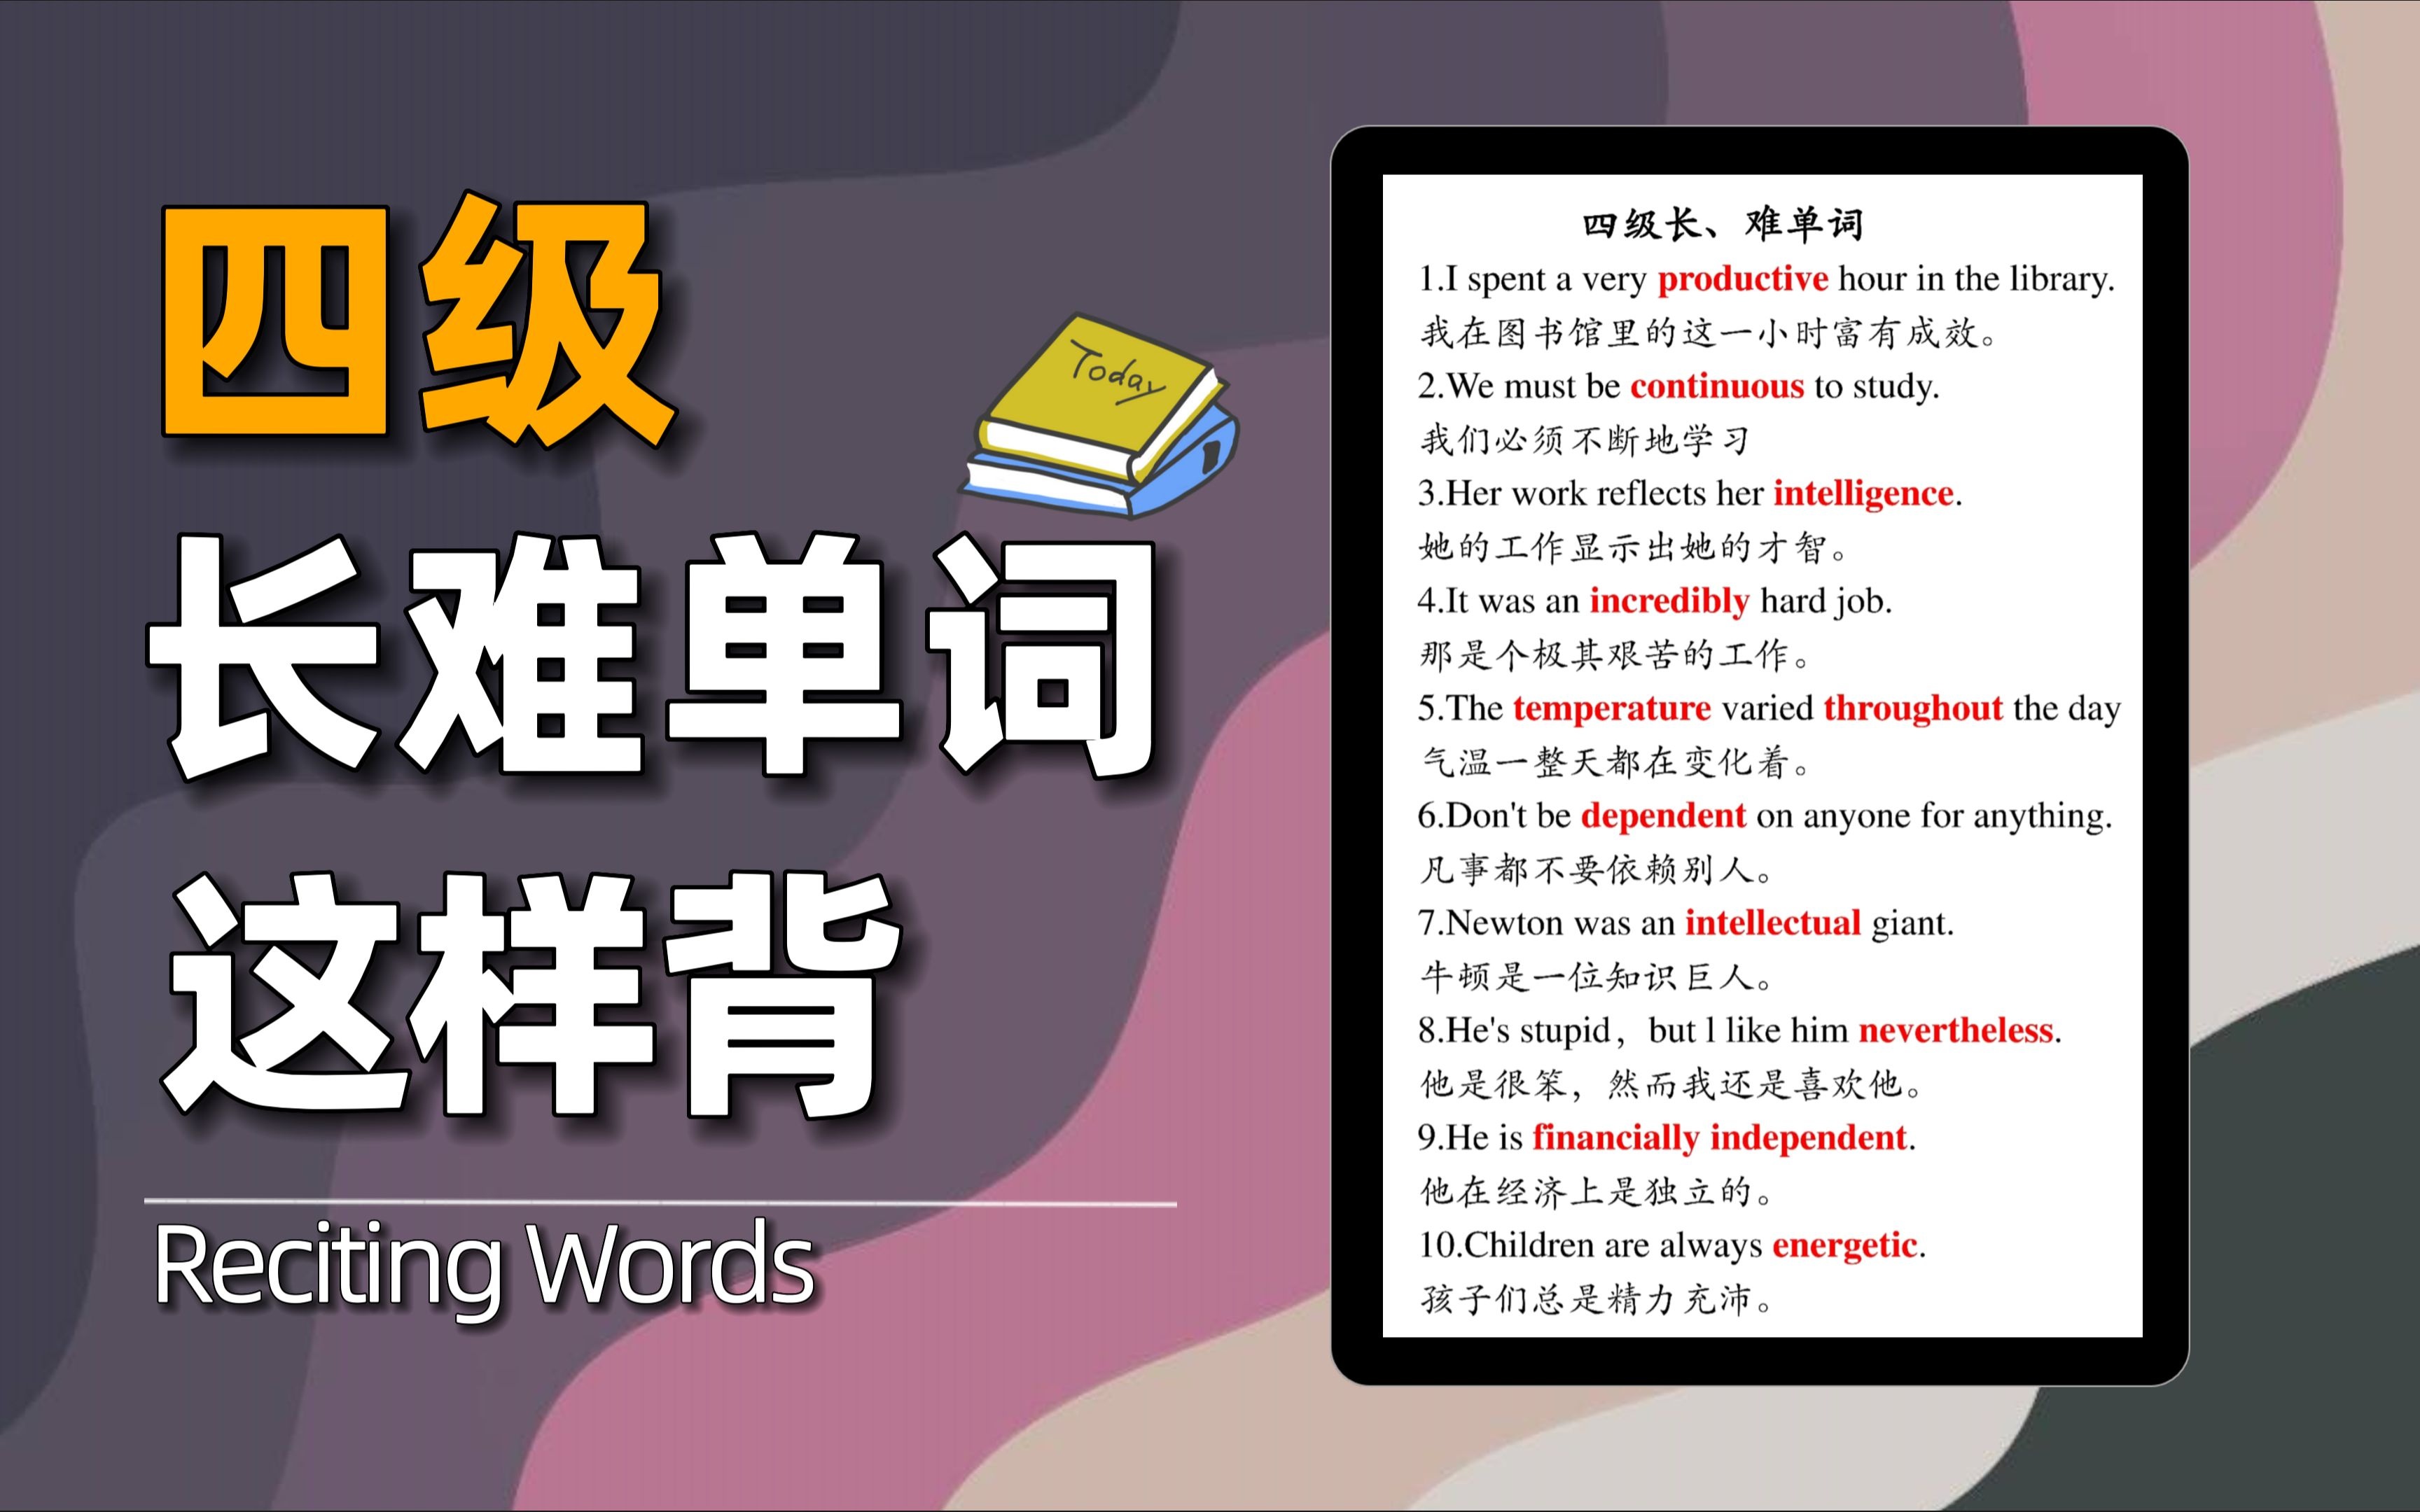 四级
长难单词
这样背
Reciting Words
Today
四级长、难单词
1.I spent a very productive hour in the library.
我在图书馆里的这一小时富有成效。
2.We must be continuous to study.
我们必须不断地学习
3.Her work reflects her intelligence.
她的工作显示出她的才智。
4.It was an incredibly hard job.
那是个极其艰苦的工作。
5.The temperature varied throughout the day
气温一整天都在变化着。
6.Don't be dependent on anyone for anything.
凡事都不要依赖别人。
7.Newton was an intellectual giant.
牛顿是一位知识巨人。
8.He's stupid，but l like him nevertheless.
他是很笨，然而我还是喜欢他。
9.He is financially independent.
他在经济上是独立的。
10.Children are always energetic.
孩子们总是精力充沛。